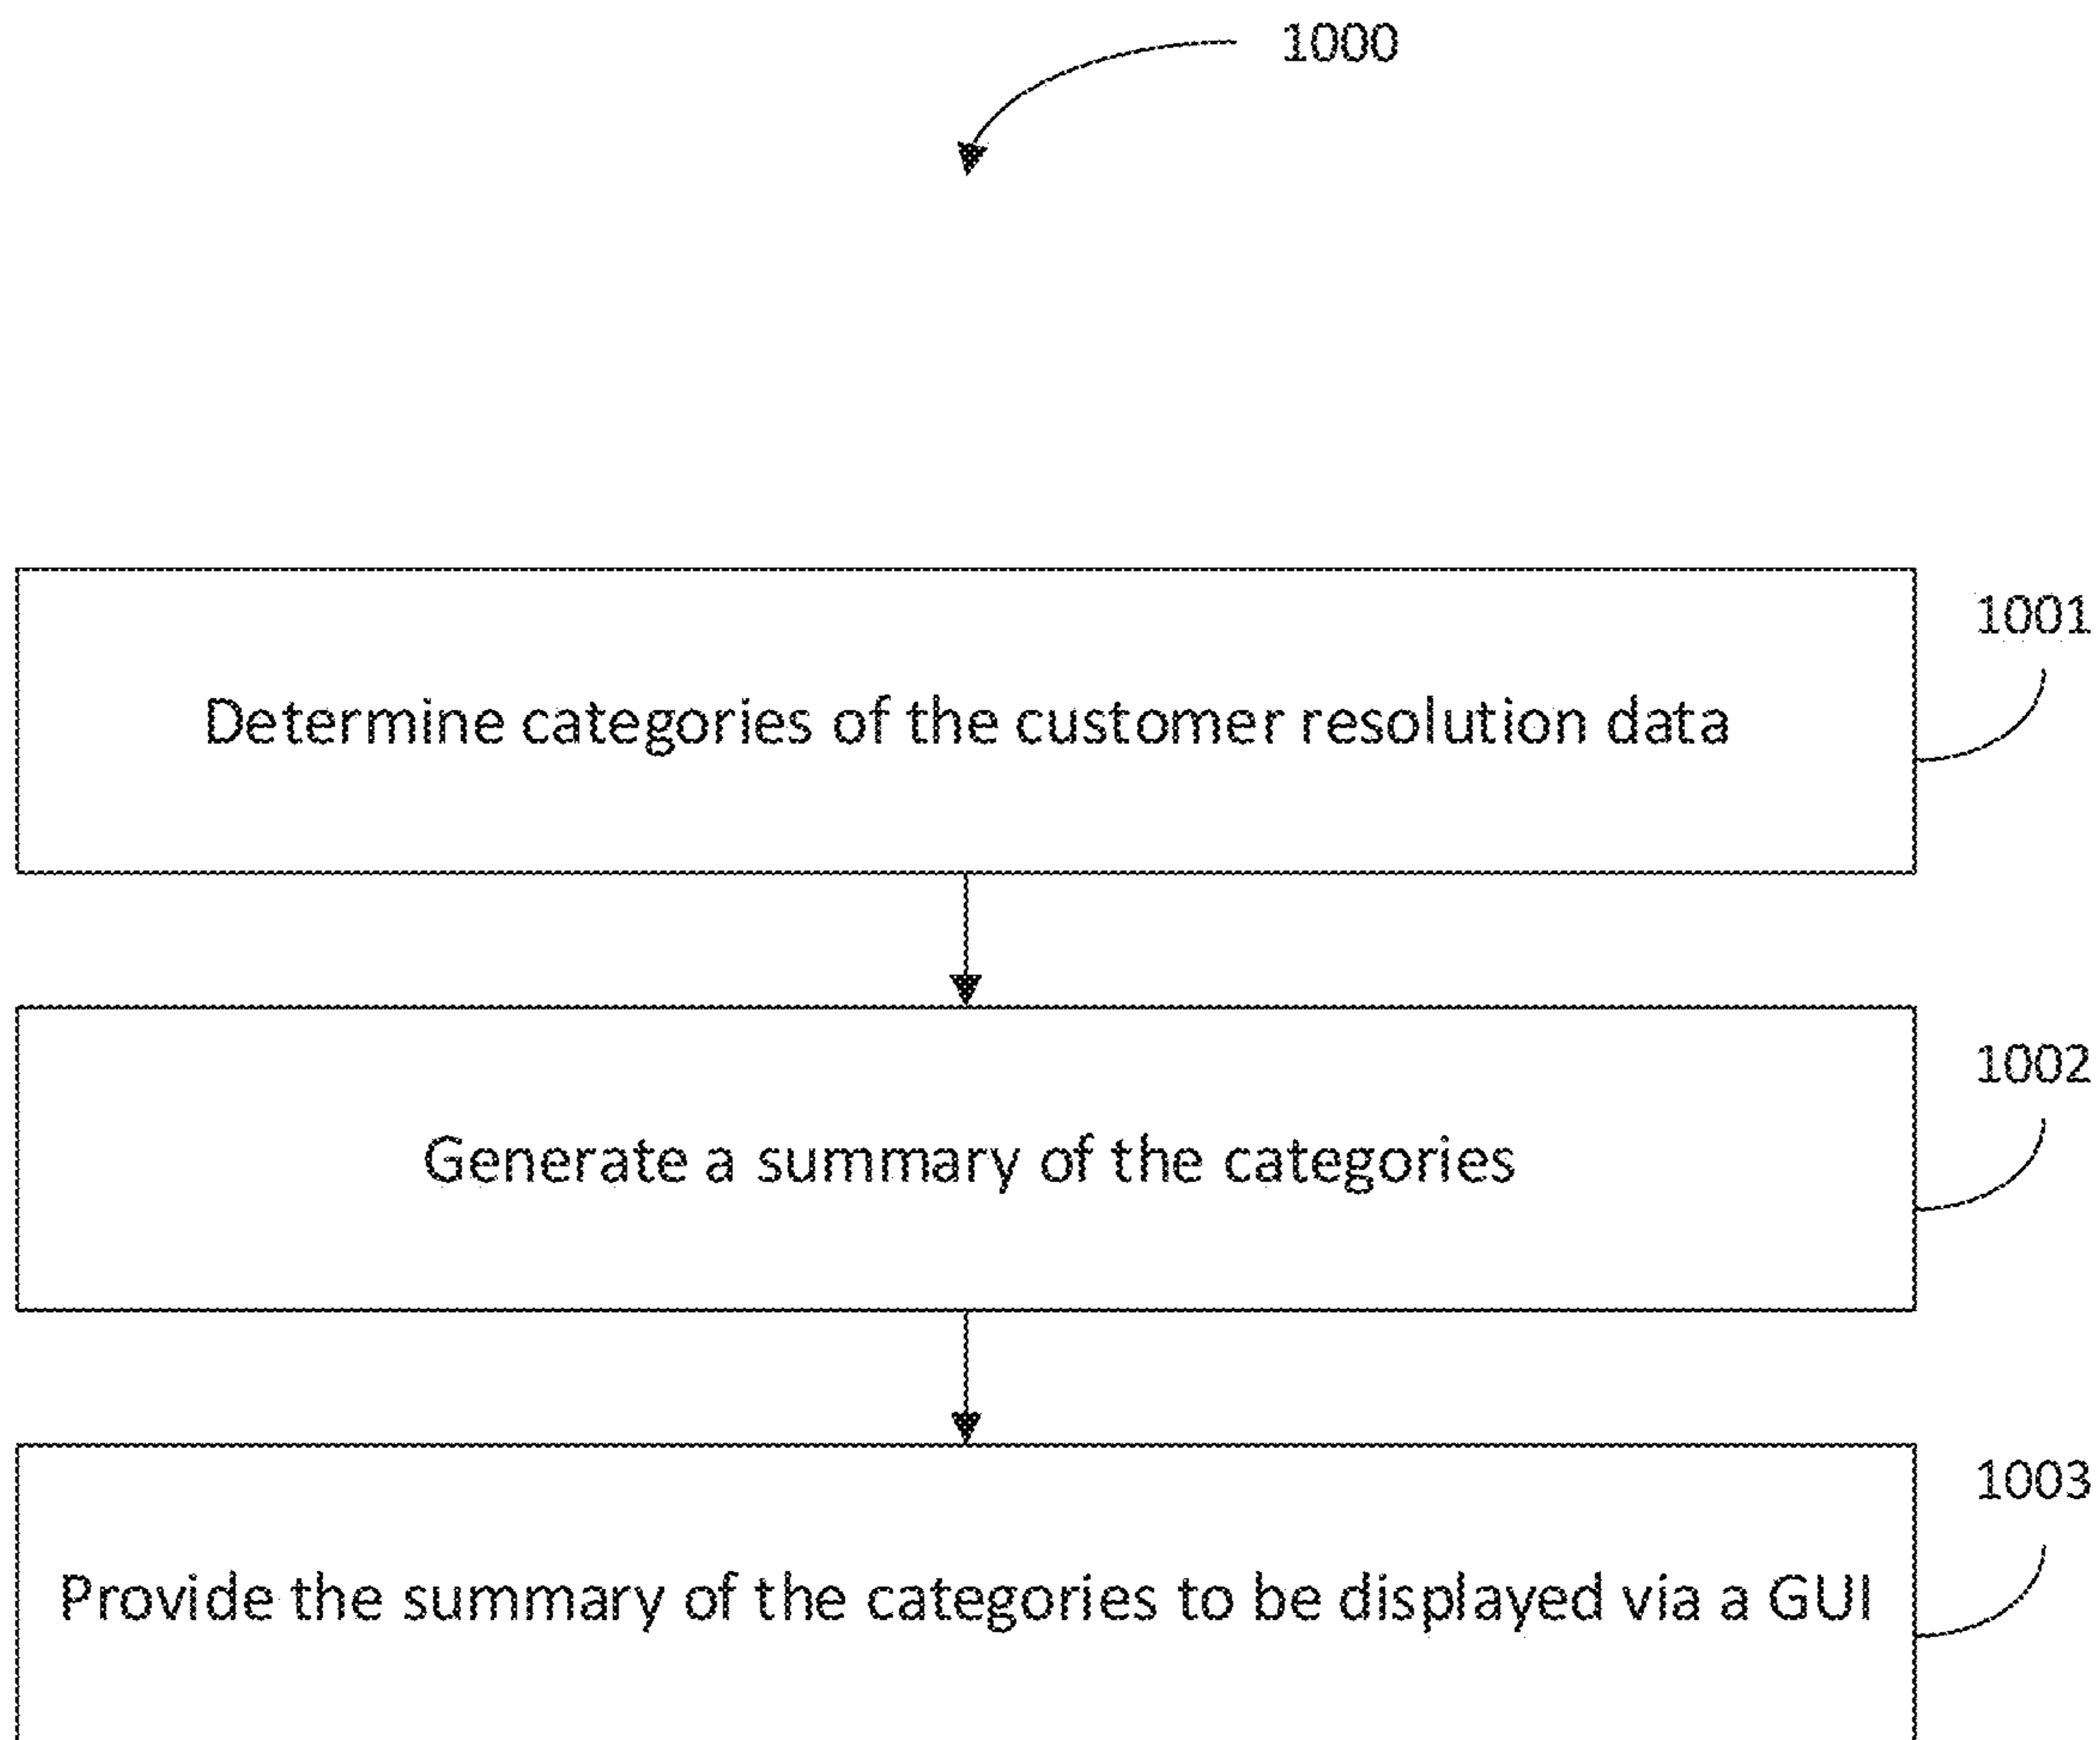 1000
1001
Determine categories of the customer resolution data
1002
Generate a summary of the categories
1003
Provide the summary of the categories to be displayed via a GUI